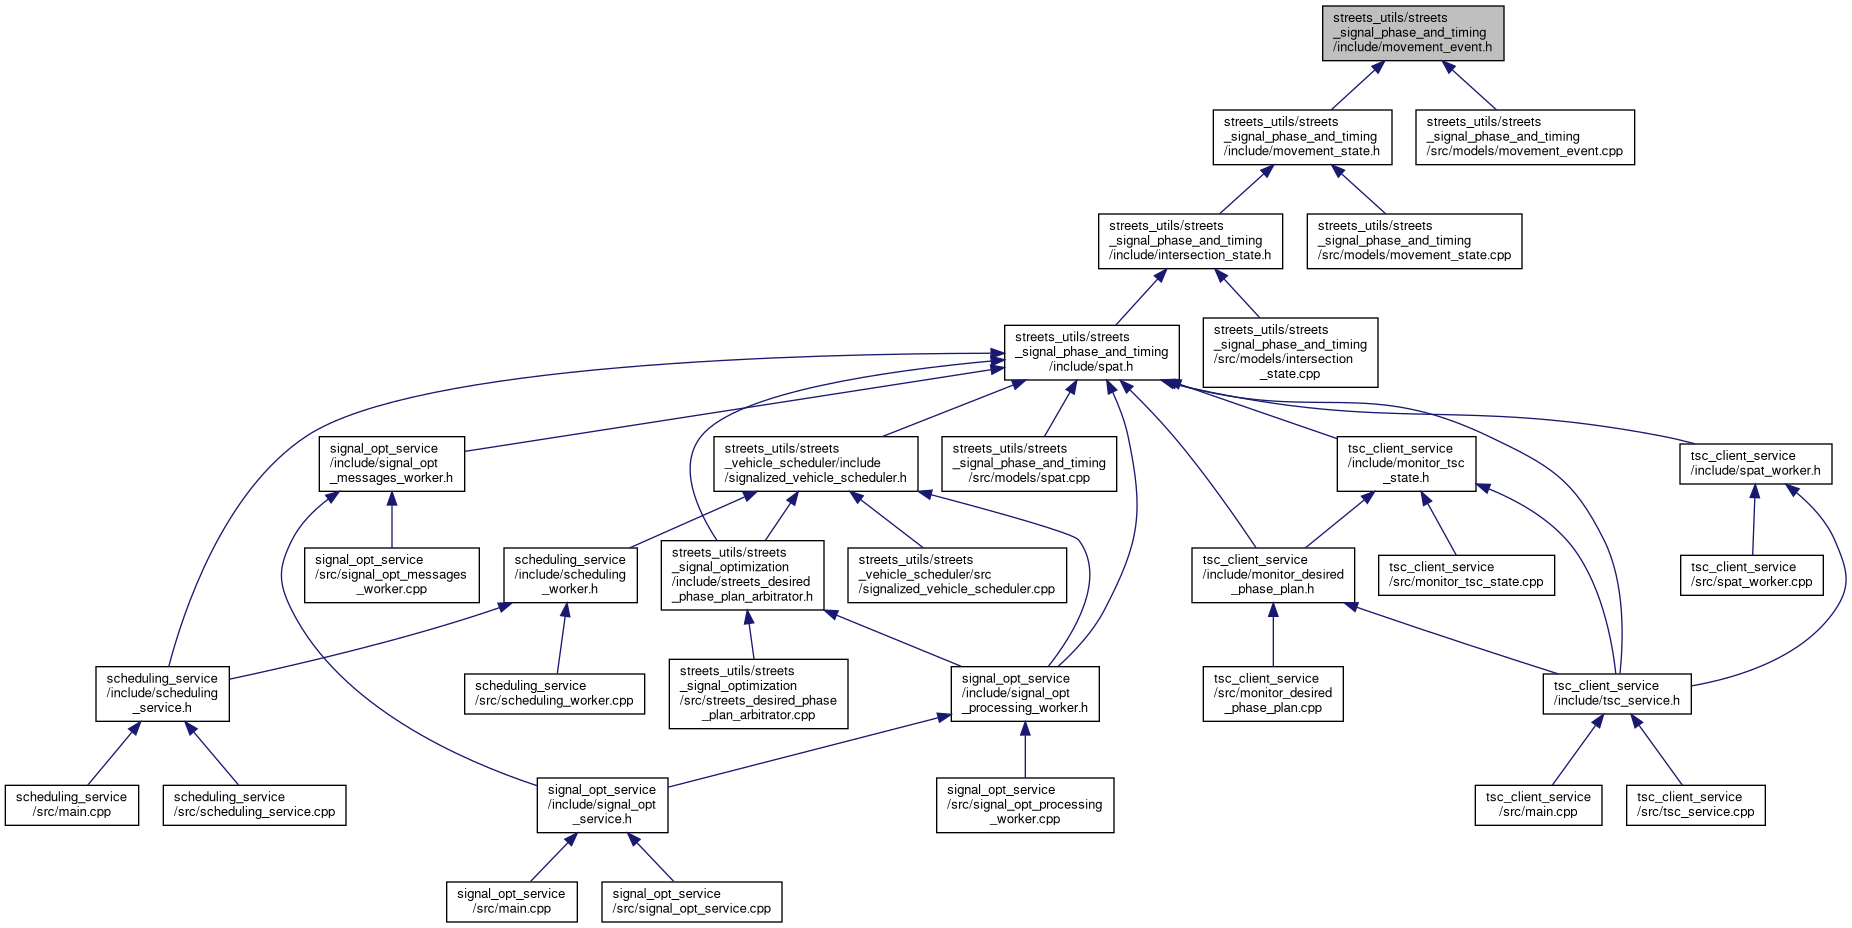 streets_utils/streets
_signal_phase_and_timing
/include/movement_event.h
streets_utils/streets
_signal_phase_and_timing
/include/movement_state.h
streets_utils/streets
_signal_phase_and_timing
/src/models/movement_event.cpp
streets_utils/streets
_signal_phase_and_timing
/include/intersection_state.h
streets_utils/streets
_signal_phase_and_timing
/src/models/movement_state.cpp
streets_utils/streets
_signal_phase_and_timing
/include/spat.h
streets_utils/streets
_signal_phase_and_timing
/src/models/intersection
_state.cpp
signal_opt_service
/include/signal_opt
_messages_worker.h
streets_utils/streets
_vehicle_scheduler/include
/signalized_vehicle_scheduler.h
streets_utils/streets
_signal_phase_and_timing
/src/models/spat.cpp
tsc_client_service
/include/monitor_tsc
_state.h
tsc_client_service
/include/spat_worker.h
signal_opt_service
/src/signal_opt_messages
_worker.cpp
scheduling_service
/include/scheduling
_worker.h
streets_utils/streets
_signal_optimization
/include/streets_desired
_phase_plan_arbitrator.h
streets_utils/streets
_vehicle_scheduler/src
/signalized_vehicle_scheduler.cpp
tsc_client_service
/include/monitor_desired
_phase_plan.h
tsc_client_service
/src/monitor_tsc_state.cpp
tsc_client_service
/src/spat_worker.cpp
scheduling_service
/include/scheduling
_service.h
scheduling_service
/src/scheduling_worker.cpp
streets_utils/streets
_signal_optimization
/src/streets_desired_phase
_plan_arbitrator.cpp
signal_opt_service
/include/signal_opt
_processing_worker.h
tsc_client_service
/src/monitor_desired
_phase_plan.cpp
tsc_client_service
/include/tsc_service.h
scheduling_service
/src/main.cpp
scheduling_service
/src/scheduling_service.cpp
signal_opt_service
/include/signal_opt
_service.h
signal_opt_service
/src/signal_opt_processing
_worker.cpp
tsc_client_service
/src/main.cpp
tsc_client_service
/src/tsc_service.cpp
signal_opt_service
/src/main.cpp
signal_opt_service
/src/signal_opt_service.cpp